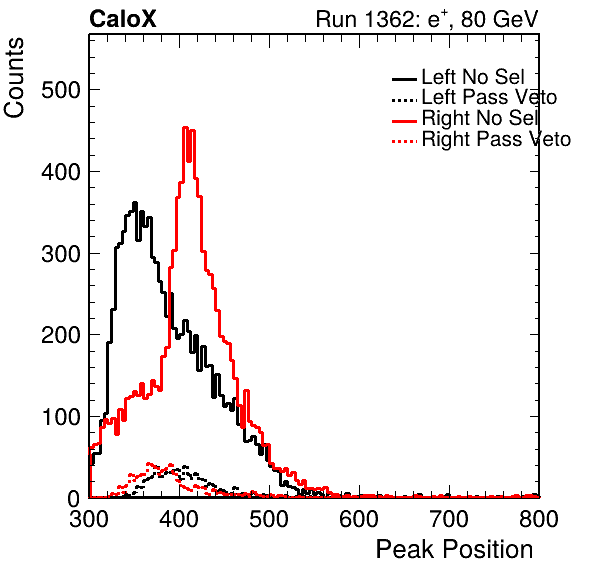 CaloX Run 1362: e⁺, 80 GeV
Counts
Left No Sel
Left Pass Veto
Right No Sel
Right Pass Veto
500
400
300
200
100
0
300 400 500 600 700 800
Peak Position